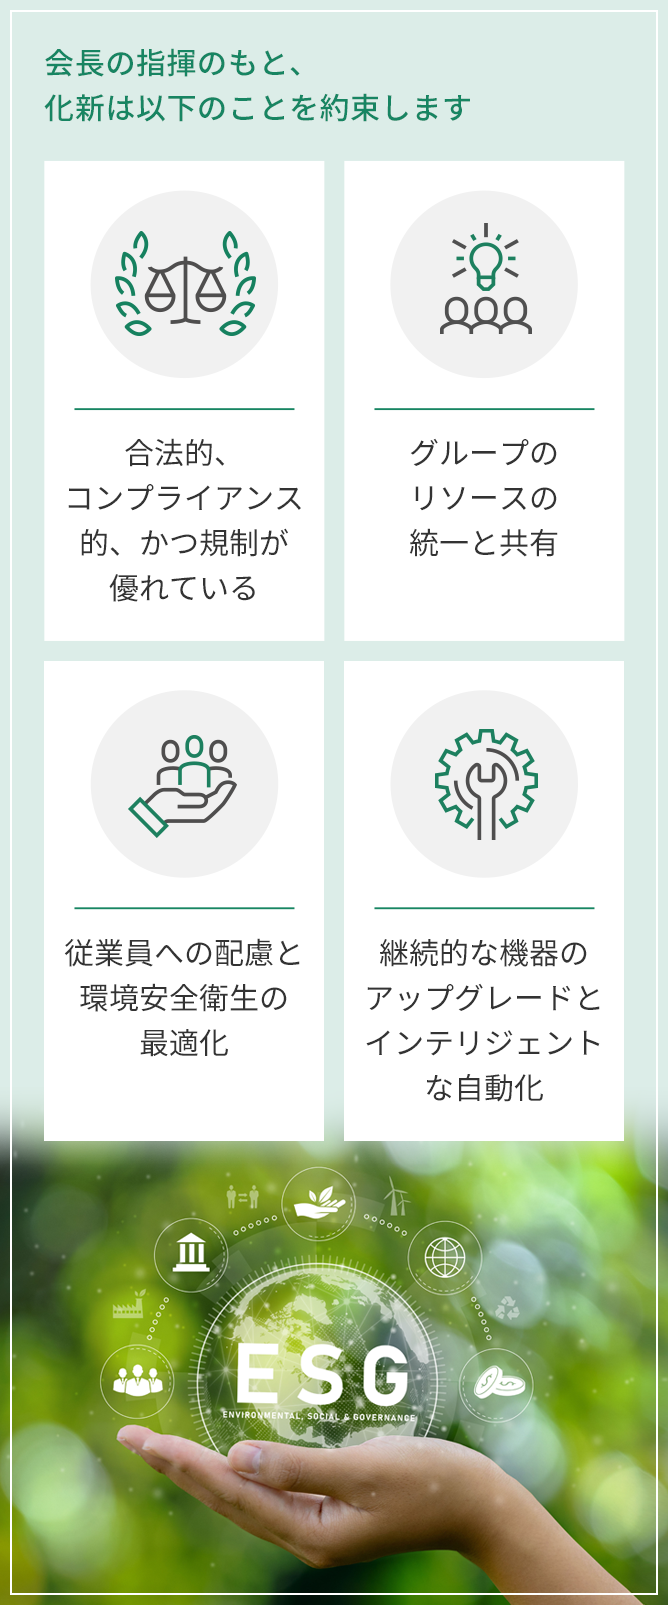 会長の指揮のもと、
化新は以下のことを約束します
合法的、
コンプライアンス
的、かつ規制が
優れている
グループの
リソースの
統一と共有
従業員への配慮と
環境安全衛生の
最適化
継続的な機器の
アップグレードと
インテリジェント
な自動化
ESG
ENVIRONMENTAL, SOCIAL & GOVERNANCE